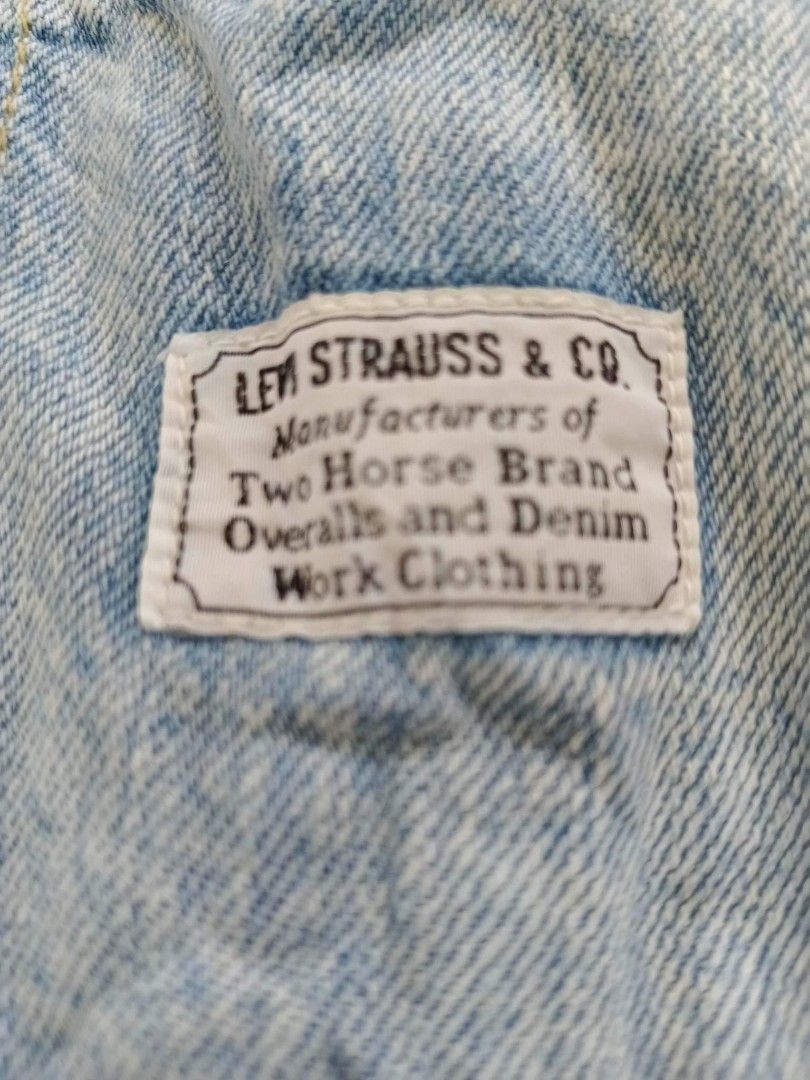 LEVI STRAUSS & CO.
Manufacturers of
Two Horse Brand
Overalls and Denim
Work Clothing